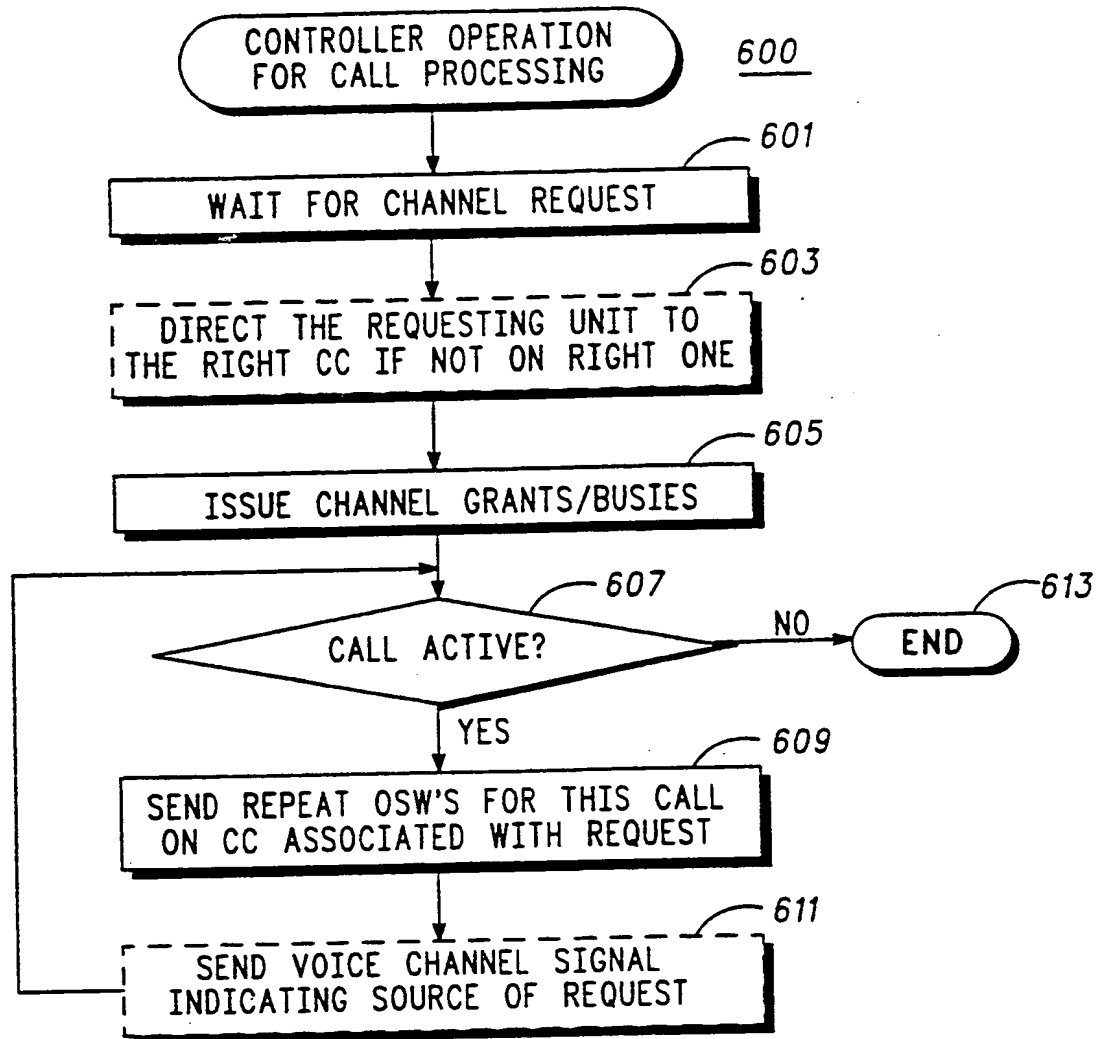 CONTROLLER OPERATION
FOR CALL PROCESSING
600
601
WAIT FOR CHANNEL REQUEST
603
DIRECT THE REQUESTING UNIT TO
THE RIGHT CC IF NOT ON RIGHT ONE
605
ISSUE CHANNEL GRANTS/BUSIES
607
CALL ACTIVE?
NO
613
END
YES
609
SEND REPEAT OSW'S FOR THIS CALL
ON CC ASSOCIATED WITH REQUEST
611
SEND VOICE CHANNEL SIGNAL
INDICATING SOURCE OF REQUEST